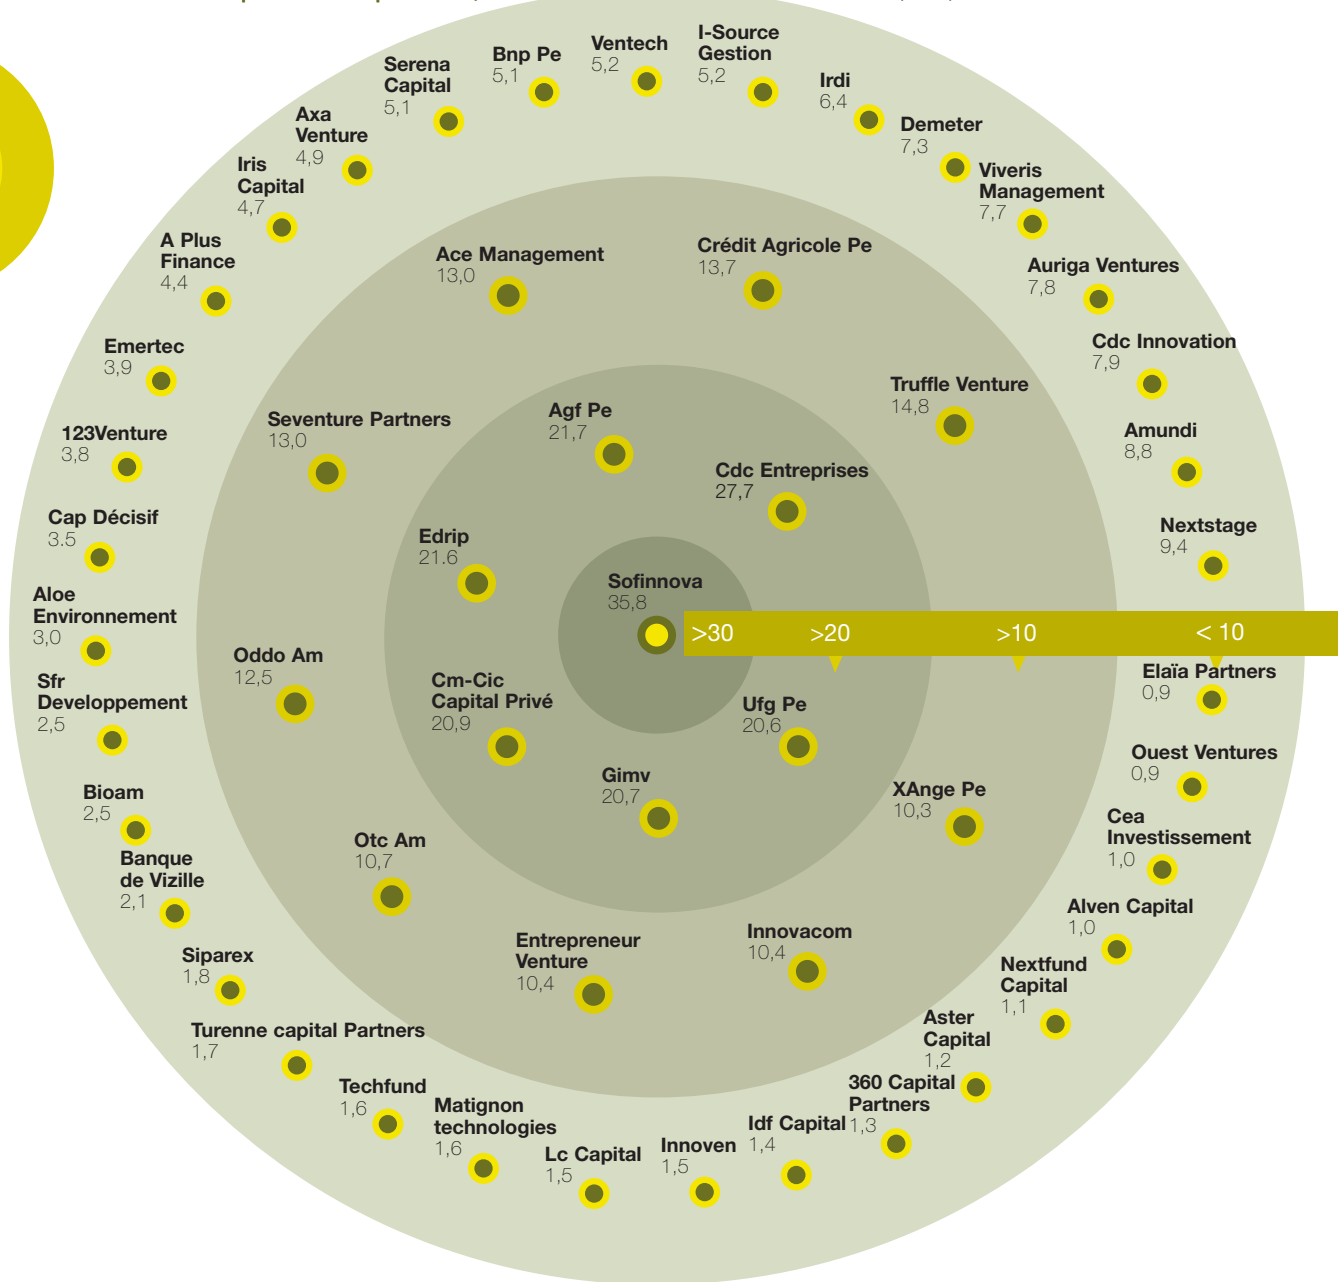 Ventech
5,2
I-Source
Gestion
5,2
Bnp Pe
5,1
Serena
Capital
5,1
Irdi
6,4
Axa
Venture
4,9
Demeter
7,3
Iris
Capital
4,7
Viveris
Management
7,7
A Plus
Finance
4,4
Auriga Ventures
7,8
Ace Management
13,0
Crédit Agricole Pe
13,7
Emertec
3,9
Cdc Innovation
7,9
Truffle Venture
14,8
123Venture
3,8
Seventure Partners
13,0
Agf Pe
21,7
Amundi
8,8
Cdc Entreprises
27,7
Cap Décisif
3.5
Edrip
21.6
Nextstage
9,4
Aloe
Environnement
3,0
Sofinnova
35,8
>30
>20
>10
< 10
Oddo Am
12,5
Sfr
Developpement
2,5
Cm-Cic
Capital Privé
20,9
Ufg Pe
20,6
Elaïa Partners
0,9
Gimv
20,7
Ouest Ventures
0,9
Bioam
2,5
XAnge Pe
10,3
Cea
Investissement
1,0
Otc Am
10,7
Banque
de Vizille
2,1
Alven Capital
1,0
Entrepreneur
Venture
10,4
Innovacom
10,4
Siparex
1,8
Nextfund
Capital
1,1
Turenne capital Partners
1,7
Aster
Capital
1,2
Techfund
1,6
360 Capital
Partners
1,3
Matignon
technologies
1,6
Idf Capital
1,4
Lc Capital
1,5
Innoven
1,5